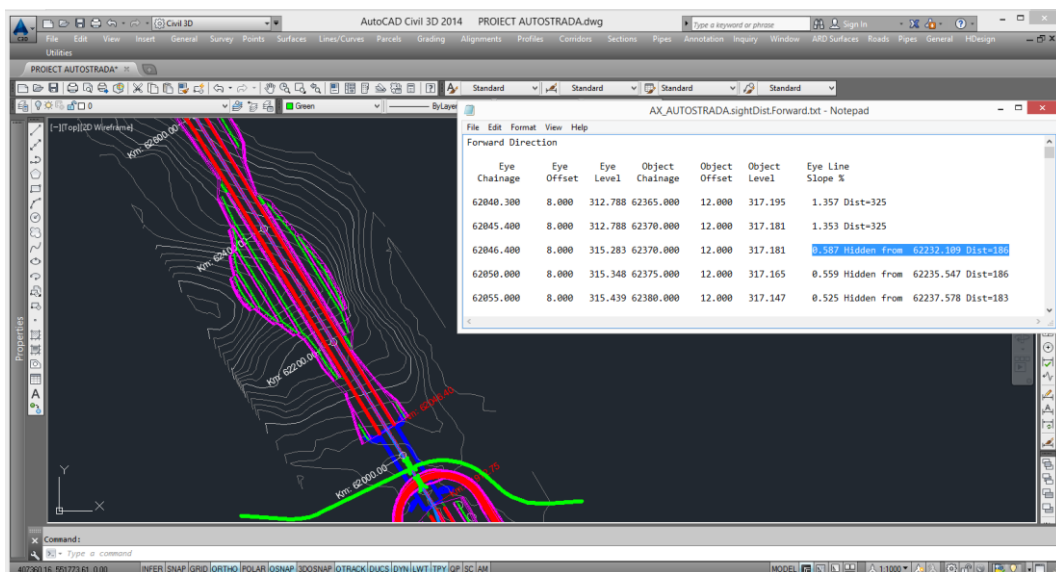 Civil 3D
AutoCAD Civil 3D 2014 PROIECT AUTOSTRADA.dwg
Type a keyword or phrase
Sign In
File Edit View Insert General Survey Points Surfaces Lines/Curves Parcels Grading Alignments Profiles Corridors Sections Pipes Annotation Inquiry Window ARD Surfaces Roads Pipes General HDesign
Utilities
PROIECT AUTOSTRADA*
Standard Standard Standard Standard
0 Green ByLayer
[−][Top][2D Wireframe]
AX_AUTOSTRADA.sightDist.Forward.txt - Notepad
File Edit Format View Help
Forward Direction
Eye Eye Eye Object Object Object Eye Line
Chainage Offset Level Chainage Offset Level Slope %
62040.300 8.000 312.788 62365.000 12.000 317.195 1.357 Dist=325
62045.400 8.000 312.788 62370.000 12.000 317.181 1.353 Dist=325
62046.400 8.000 315.283 62370.000 12.000 317.181 0.587 Hidden from 62232.109 Dist=186
62050.000 8.000 315.348 62375.000 12.000 317.165 0.559 Hidden from 62235.547 Dist=186
62055.000 8.000 315.439 62380.000 12.000 317.147 0.525 Hidden from 62237.578 Dist=183
Km: 62600.00
Km: 62200.00
Km: 62000.00
Properties
Y
X
Command:
Type a command
INFER SNAP GRID ORTHO POLAR OSNAP 3DOSNAP OTRACK DUCS DYN LWT TPY QP SC AM
MODEL 1:1000